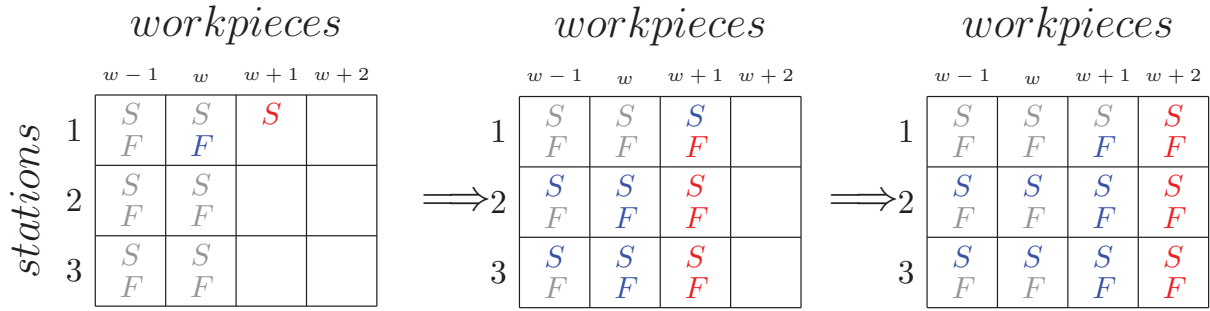 workpieces workpieces workpieces
w − 1 w w + 1 w + 2 w − 1 w w + 1 w + 2 w − 1 w w + 1 w + 2
stations
1 S S S 1 S S S 1 S S S S
F F F F F F F F F
2 S S ⟹ 2 S S S ⟹ 2 S S S S
F F F F F F F F F
3 S S 3 S S S 3 S S S S
F F F F F F F F F